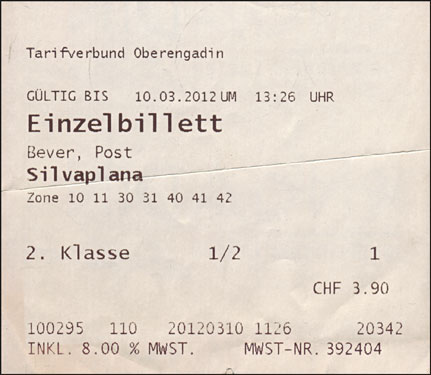 Tarifverbund Oberengadin
GÜLTIG BIS 10.03.2012 UM 13:26 UHR
Einzelbillett
Bever, Post
Silvaplana
Zone 10 11 30 31 40 41 42
2. Klasse 1/2 1
CHF 3.90
100295 110 20120310 1126 20342
INKL. 8.00 % MWST. MWST-NR. 392404